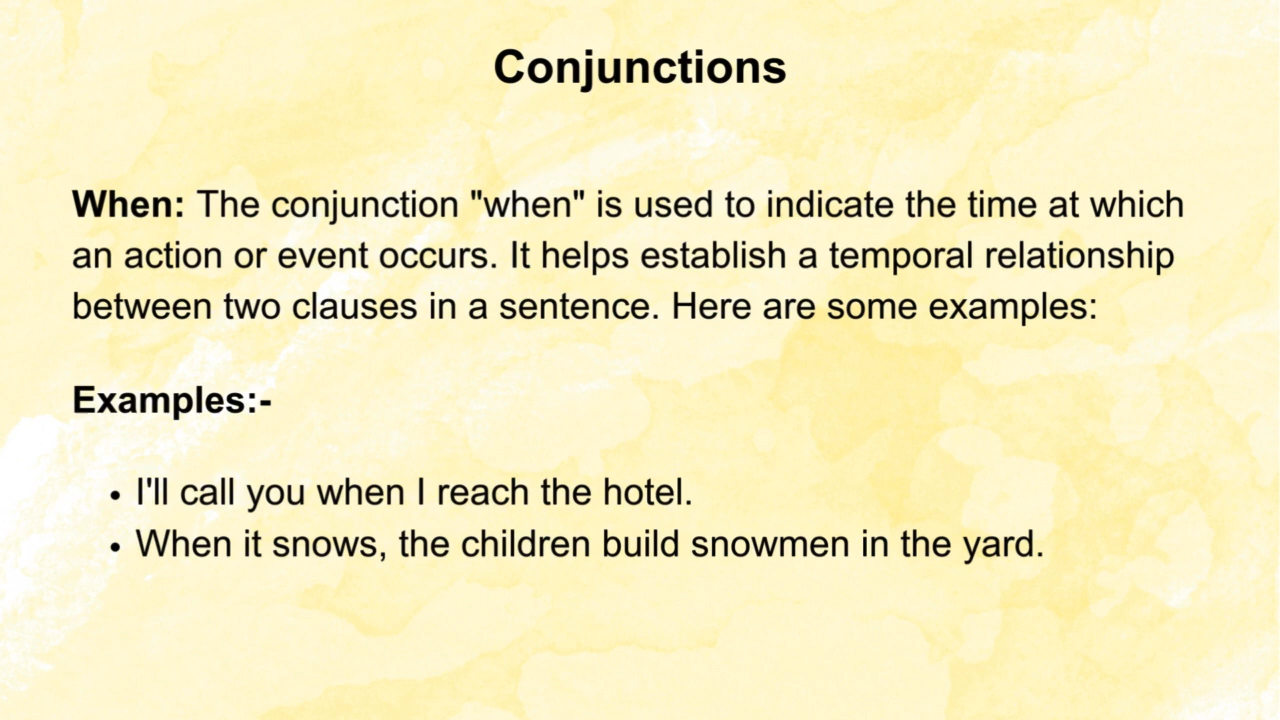 Conjunctions
When: The conjunction "when" is used to indicate the time at which
an action or event occurs. It helps establish a temporal relationship
between two clauses in a sentence. Here are some examples:
Examples:-
• I'll call you when I reach the hotel.
• When it snows, the children build snowmen in the yard.